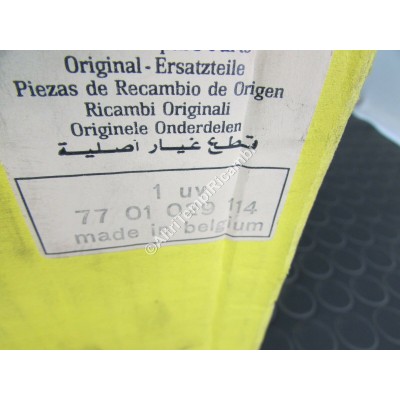 Original-Ersatzteile
Piezas de Recambio de Origen
Ricambi Originali
Originele Onderdelen
قطع غيار أصلية
1 uv
77 01 0 9 114
made in belgium
©AltriTempiRicambi